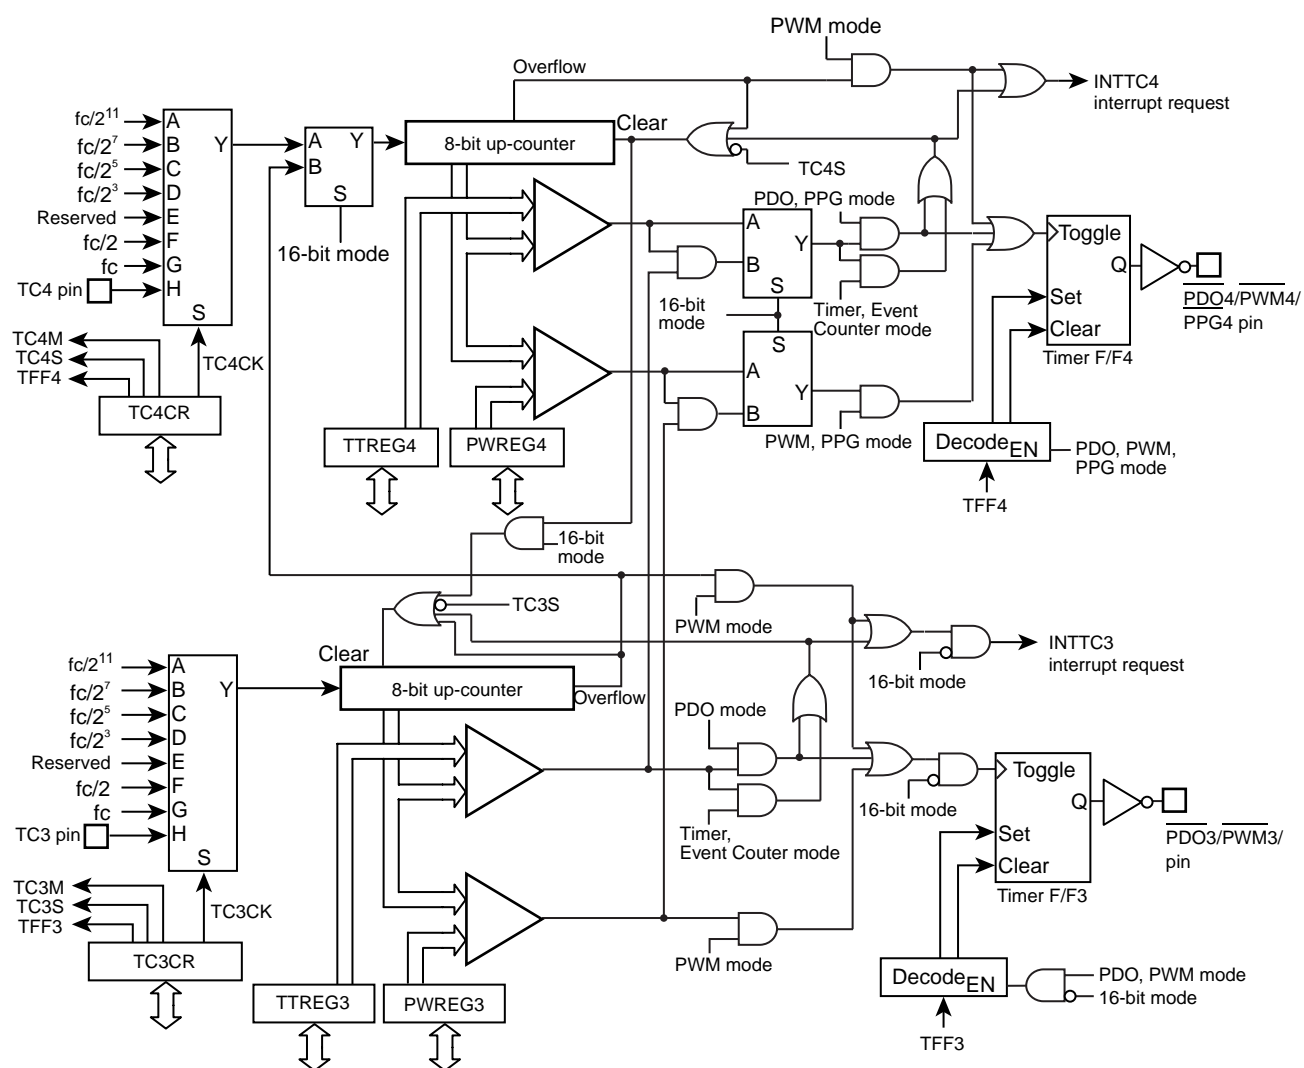 PWM mode
Overflow
INTTC4
interrupt request
fc/2¹¹
fc/2⁷
fc/2⁵
fc/2³
Reserved
fc/2
fc
TC4 pin
A
B
C
D
E
F
G
H
Y
S
A
B
Y
S
16-bit mode
8-bit up-counter
Clear
TC4S
PDO, PPG mode
A
B
Y
S
16-bit
mode
Timer, Event
Counter mode
S
A
B
Y
PWM, PPG mode
Toggle
Q
Set
Clear
Timer F/F4
PDO4/PWM4/
PPG4 pin
TC4M
TC4S
TFF4
TC4CK
TC4CR
TTREG4
PWREG4
Decode
EN
PDO, PWM,
PPG mode
TFF4
16-bit
mode
TC3S
PWM mode
INTTC3
interrupt request
16-bit mode
Clear
8-bit up-counter
Overflow
fc/2¹¹
fc/2⁷
fc/2⁵
fc/2³
Reserved
fc/2
fc
TC3 pin
A
B
C
D
E
F
G
H
Y
S
PDO mode
Timer,
Event Couter mode
16-bit mode
Toggle
Q
Set
Clear
Timer F/F3
PDO3/PWM3/
pin
TC3M
TC3S
TFF3
TC3CK
TC3CR
TTREG3
PWREG3
PWM mode
Decode
EN
PDO, PWM mode
16-bit mode
TFF3